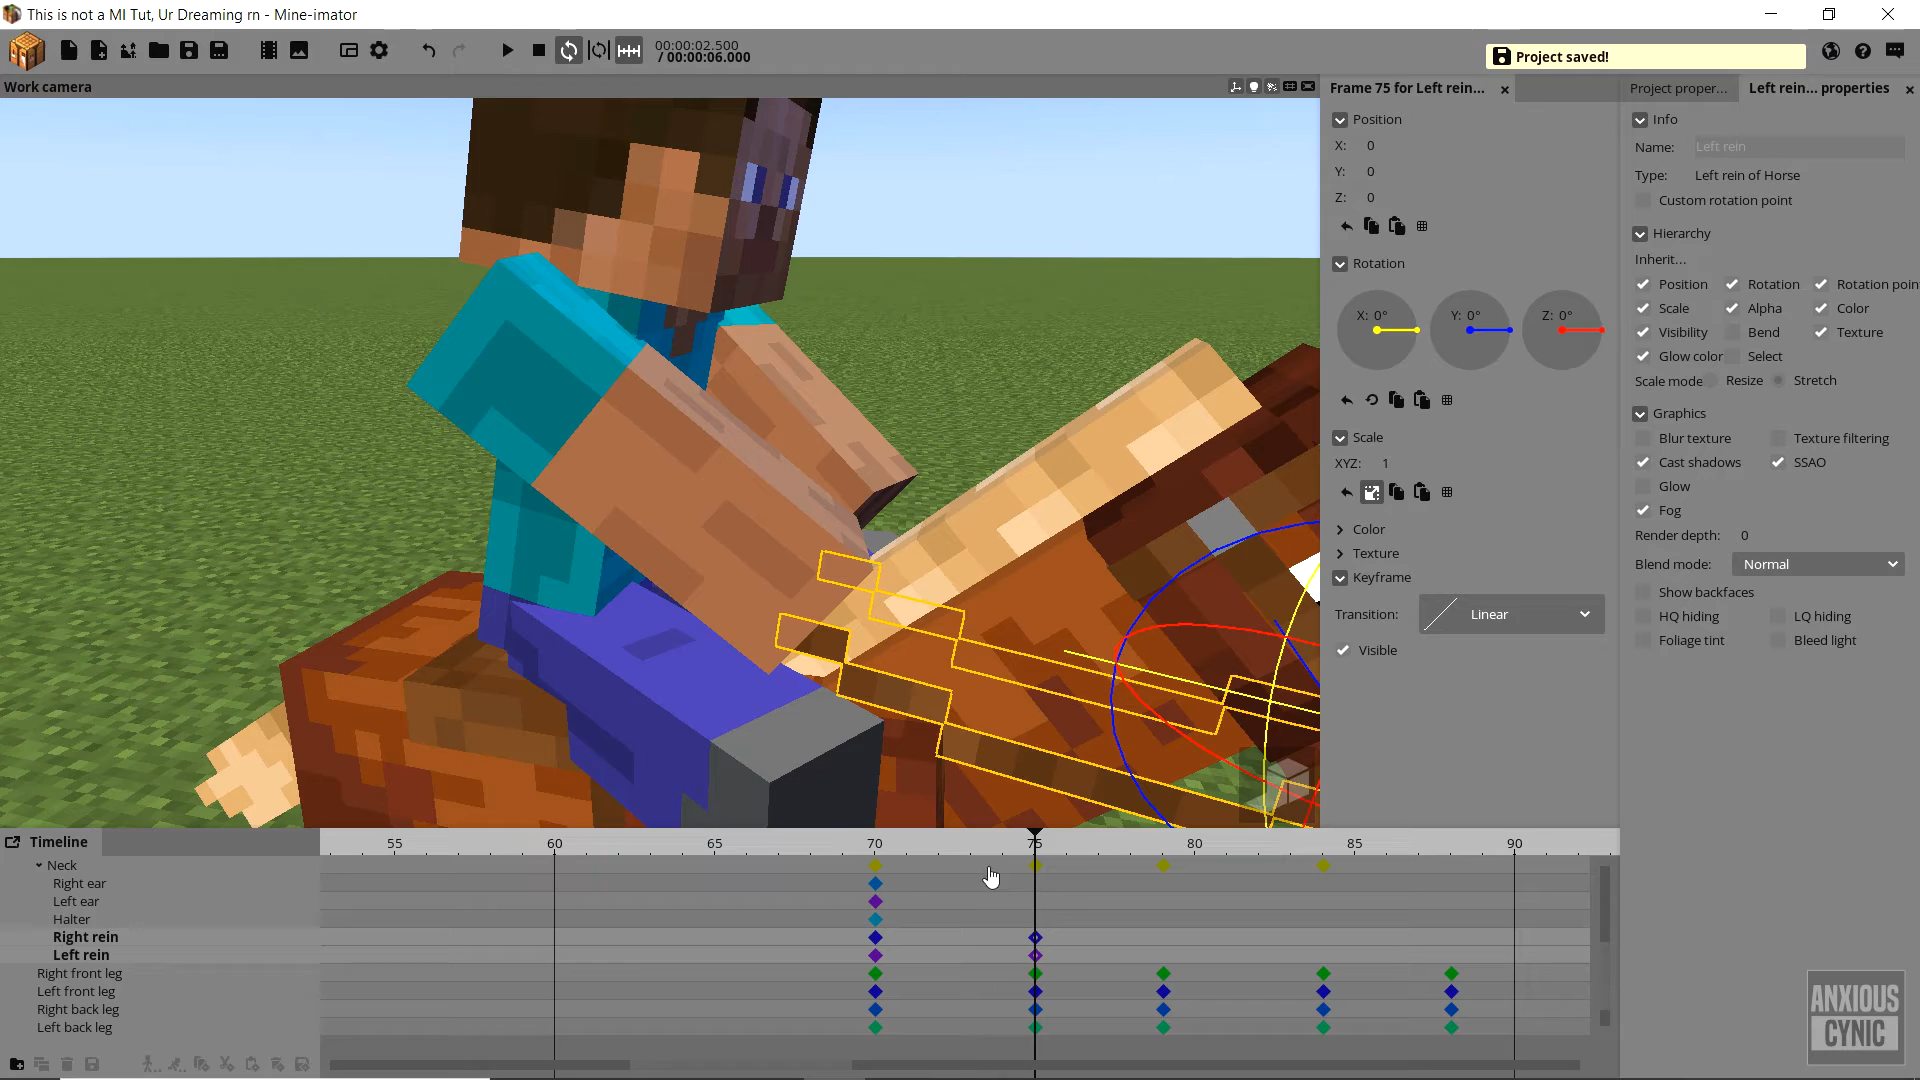 This is not a MI Tut, Ur Dreaming rn - Mine-imator
00:00:02.500
/ 00:00:06.000
Project saved!
Work camera
Frame 75 for Left rein...
Position
X: 0
Y: 0
Z: 0
Rotation
X: 0° Y: 0° Z: 0°
Scale
XYZ: 1
Color
Texture
Keyframe
Transition: Linear
Visible
Project proper... Left rein... properties
Info
Name: Left rein
Type: Left rein of Horse
Custom rotation point
Hierarchy
Inherit...
Position Rotation Rotation poin
Scale Alpha Color
Visibility Bend Texture
Glow color Select
Scale mode Resize Stretch
Graphics
Blur texture Texture filtering
Cast shadows SSAO
Glow
Fog
Render depth: 0
Blend mode: Normal
Show backfaces
HQ hiding LQ hiding
Foliage tint Bleed light
Timeline
55 60 65 70 75 80 85 90
Neck
Right ear
Left ear
Halter
Right rein
Left rein
Right front leg
Left front leg
Right back leg
Left back leg
ANXIOUS
CYNIC